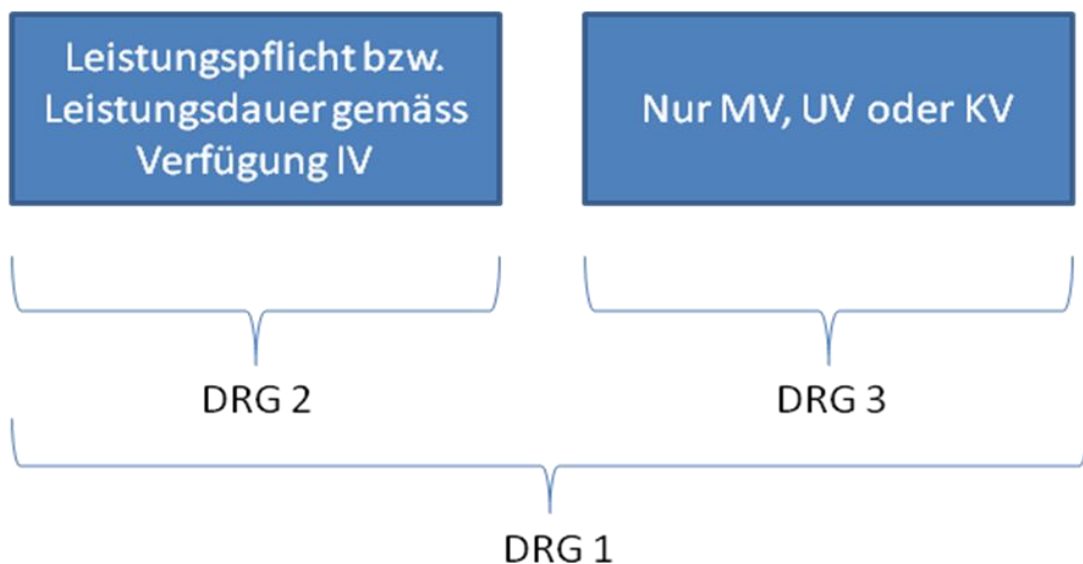 Leistungspflicht bzw.
Leistungsdauer gemäss
Verfügung IV
Nur MV, UV oder KV
DRG 2
DRG 3
DRG 1